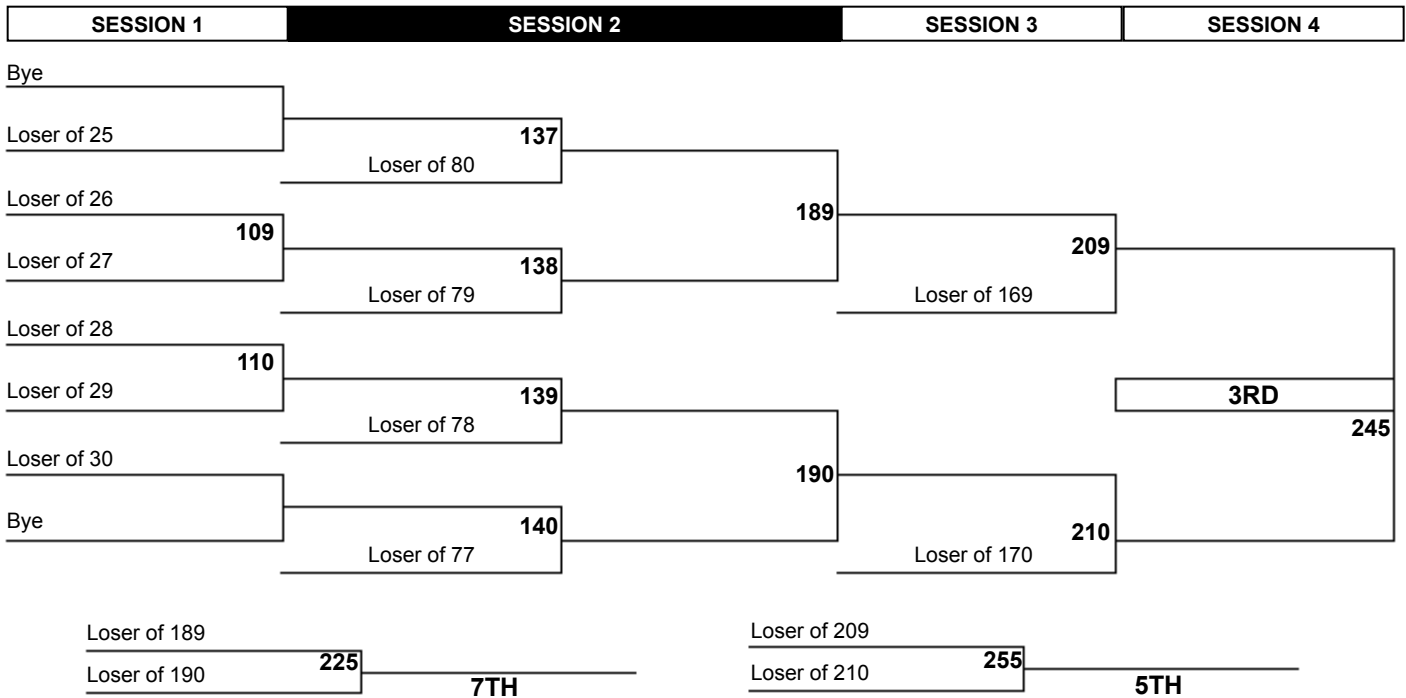 SESSION 1 SESSION 2 SESSION 3 SESSION 4
Bye
Loser of 25
137
Loser of 80
Loser of 26
189
109
209
Loser of 27
138
Loser of 79 Loser of 169
Loser of 28
110
Loser of 29
139 3RD
Loser of 78
245
Loser of 30
190
Bye
140
210
Loser of 77 Loser of 170
Loser of 189
225
Loser of 190
7TH
Loser of 209
255
Loser of 210
5TH